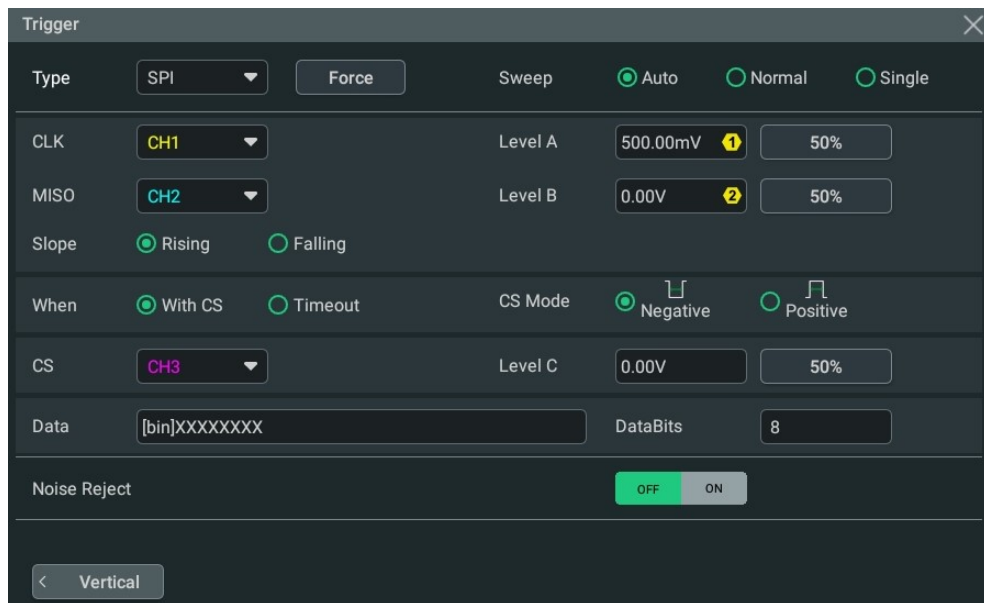 Trigger
Type SPI Force Sweep Auto Normal Single
CLK CH1 Level A 500.00mV 1 50%
MISO CH2 Level B 0.00V 2 50%
Slope Rising Falling
When With CS Timeout CS Mode Negative Positive
CS CH3 Level C 0.00V 50%
Data [bin]XXXXXXXX DataBits 8
Noise Reject OFF ON
< Vertical